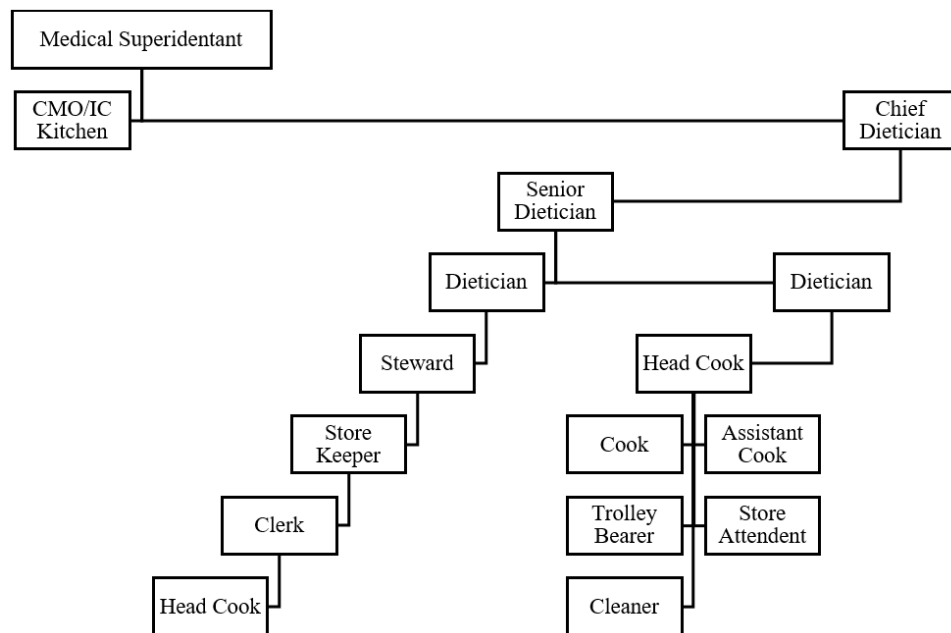 Medical Superidentant
CMO/IC
Kitchen
Chief
Dietician
Senior
Dietician
Dietician
Dietician
Steward
Head Cook
Store
Keeper
Cook
Assistant
Cook
Clerk
Trolley
Bearer
Store
Attendent
Head Cook
Cleaner